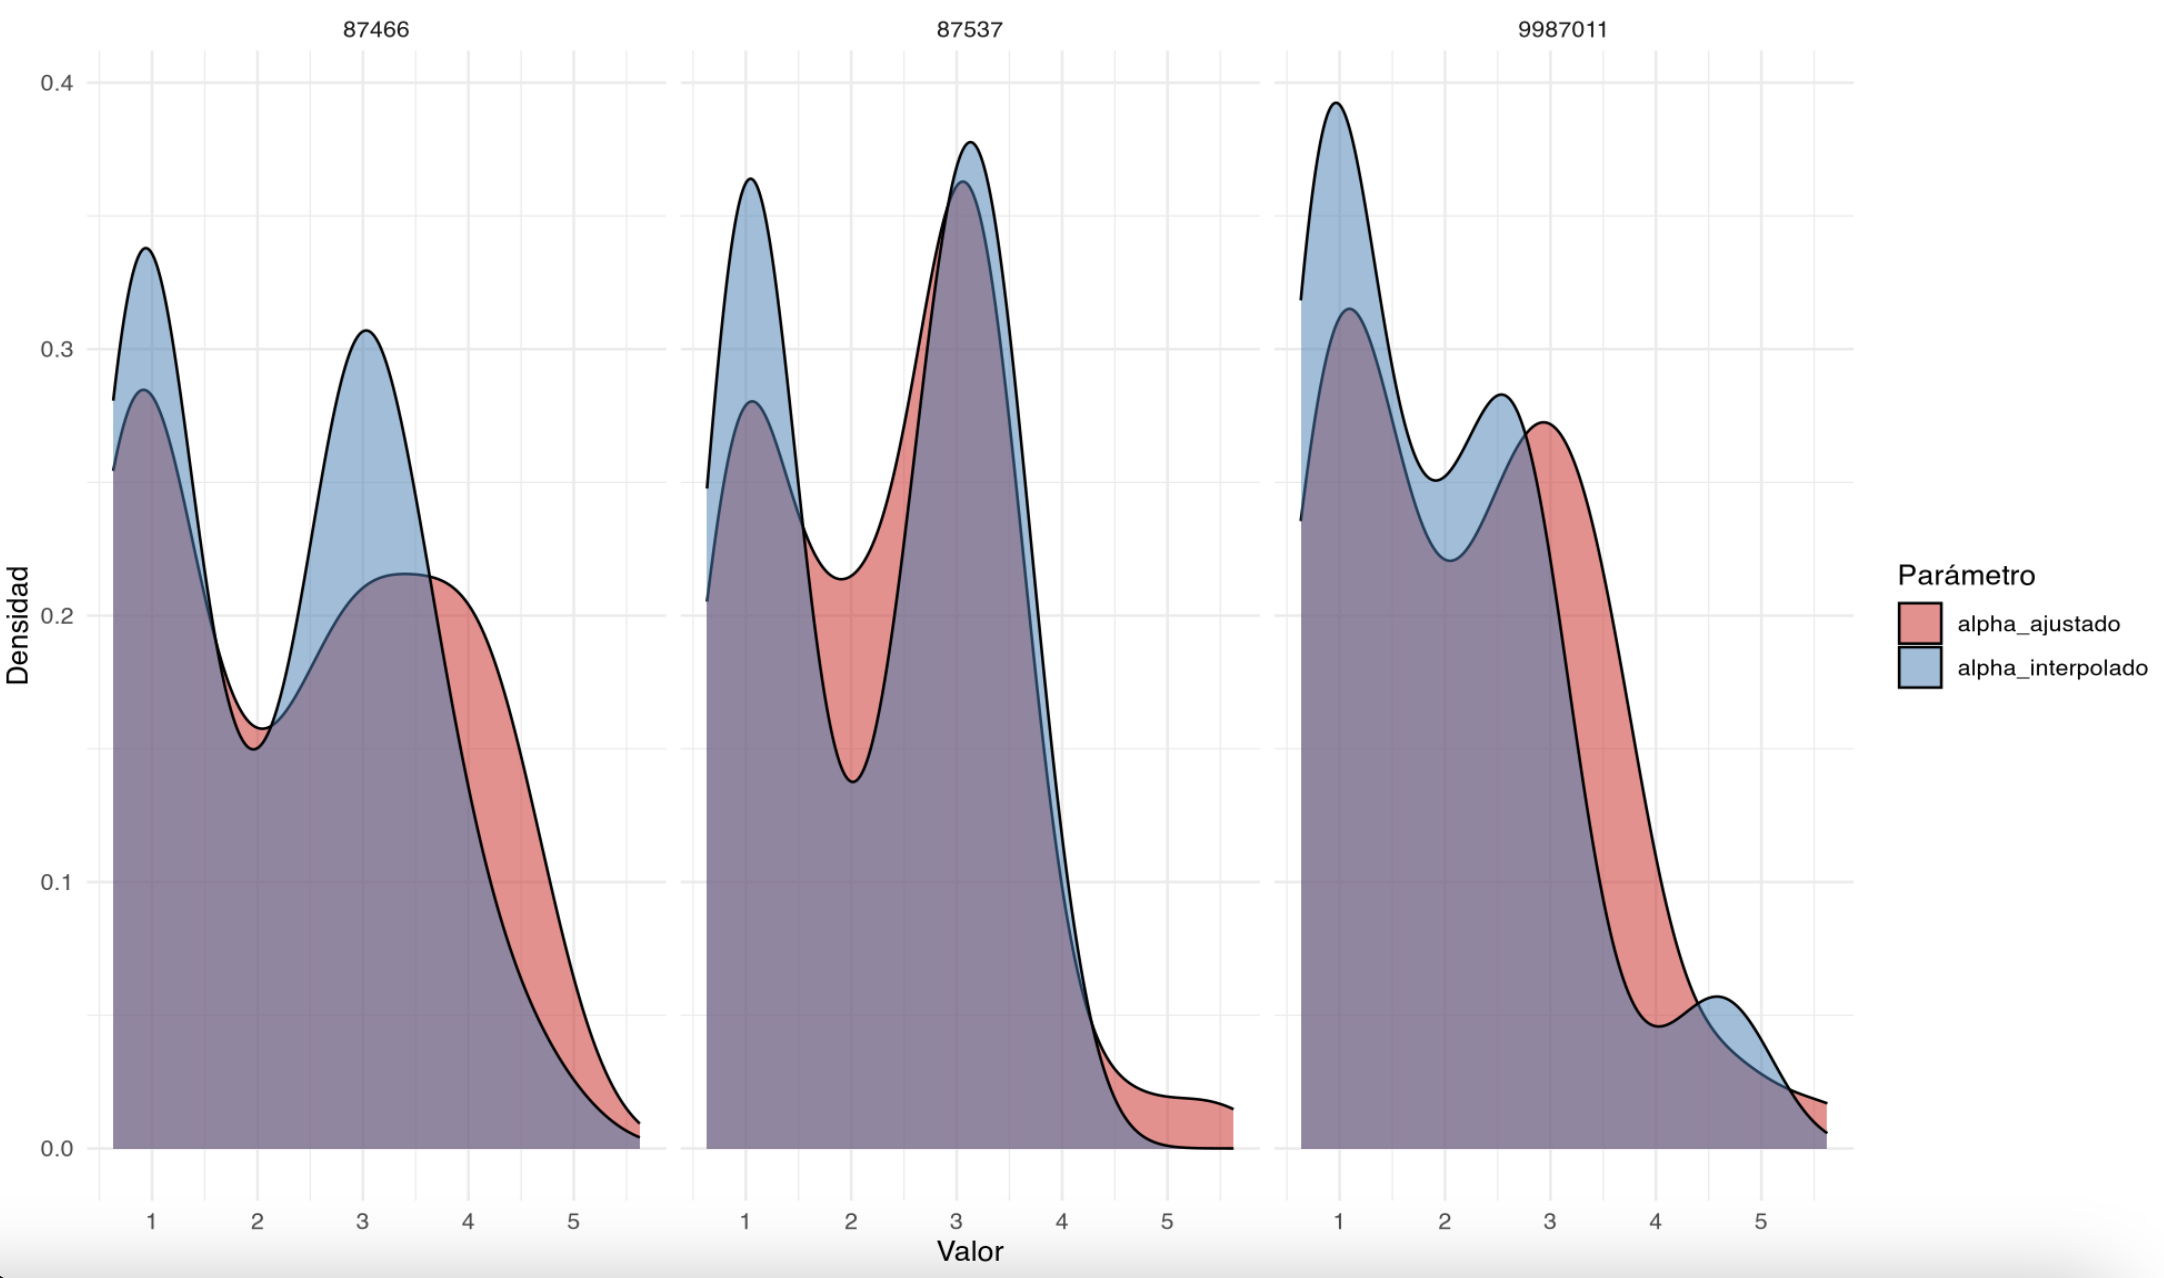 87466 87537 9987011
0.4
0.3
0.2
0.1
0.0
Densidad
1 2 3 4 5 1 2 3 4 5 1 2 3 4 5
Valor
Parámetro
alpha_ajustado
alpha_interpolado